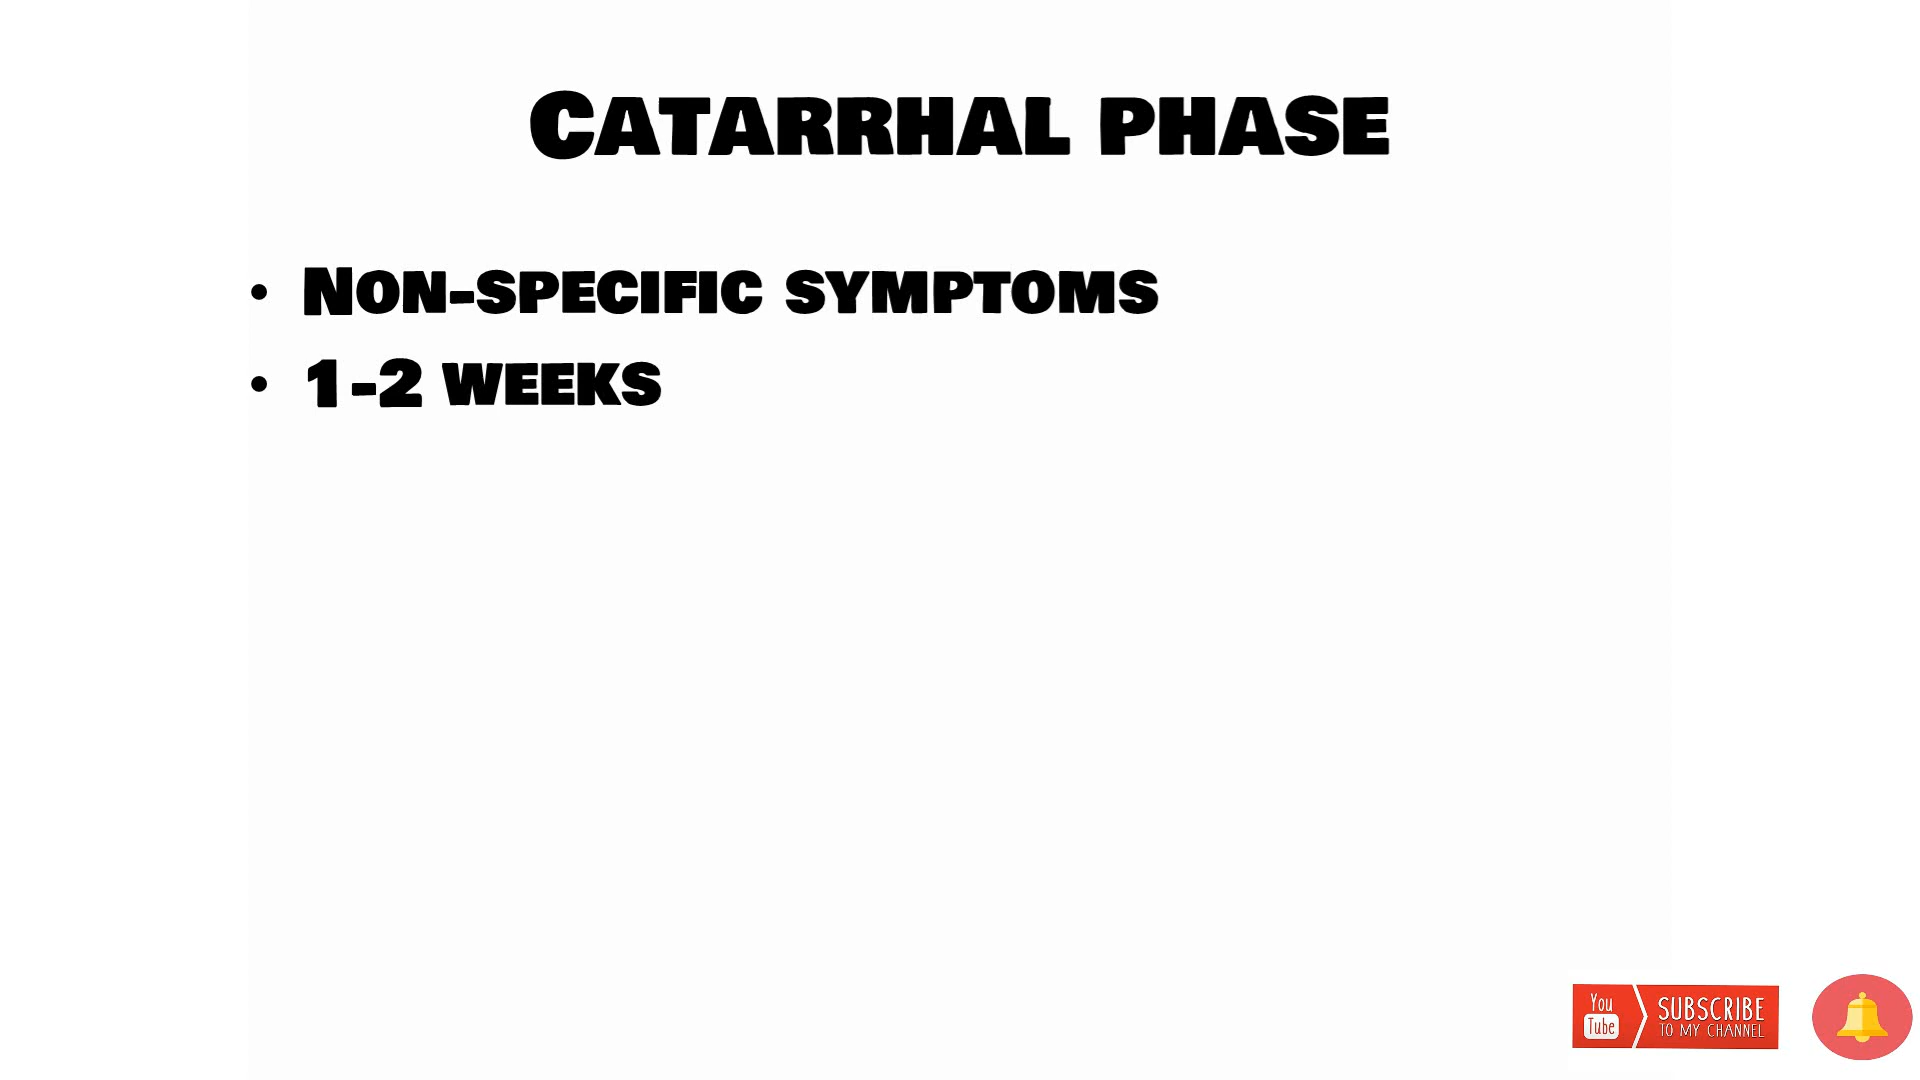 Catarrhal phase
• Non-specific symptoms
• 1-2 weeks
You
Tube
SUBSCRIBE
TO MY CHANNEL